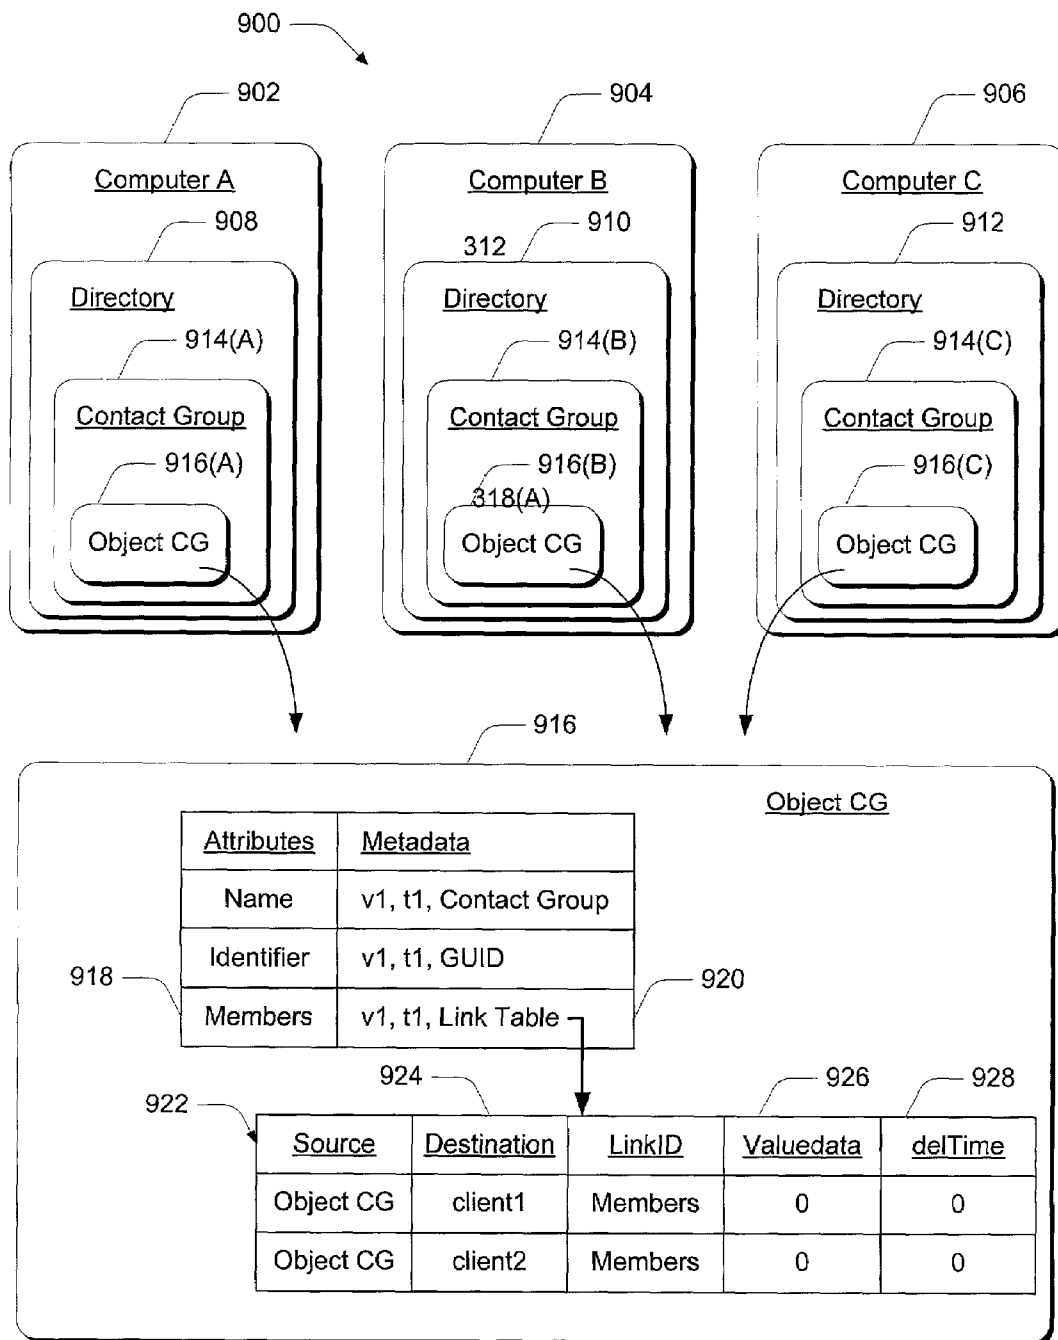 900
902 904 906
Computer A Computer B Computer C
908 312 910 912
Directory Directory Directory
914(A) 914(B) 914(C)
Contact Group Contact Group Contact Group
916(A) 916(B) 916(C)
318(A)
Object CG Object CG Object CG
916
Object CG
Attributes Metadata
Name v1, t1, Contact Group
Identifier v1, t1, GUID
918 920
Members v1, t1, Link Table
924 926 928
922
Source Destination LinkID Valuedata delTime
Object CG client1 Members 0 0
Object CG client2 Members 0 0